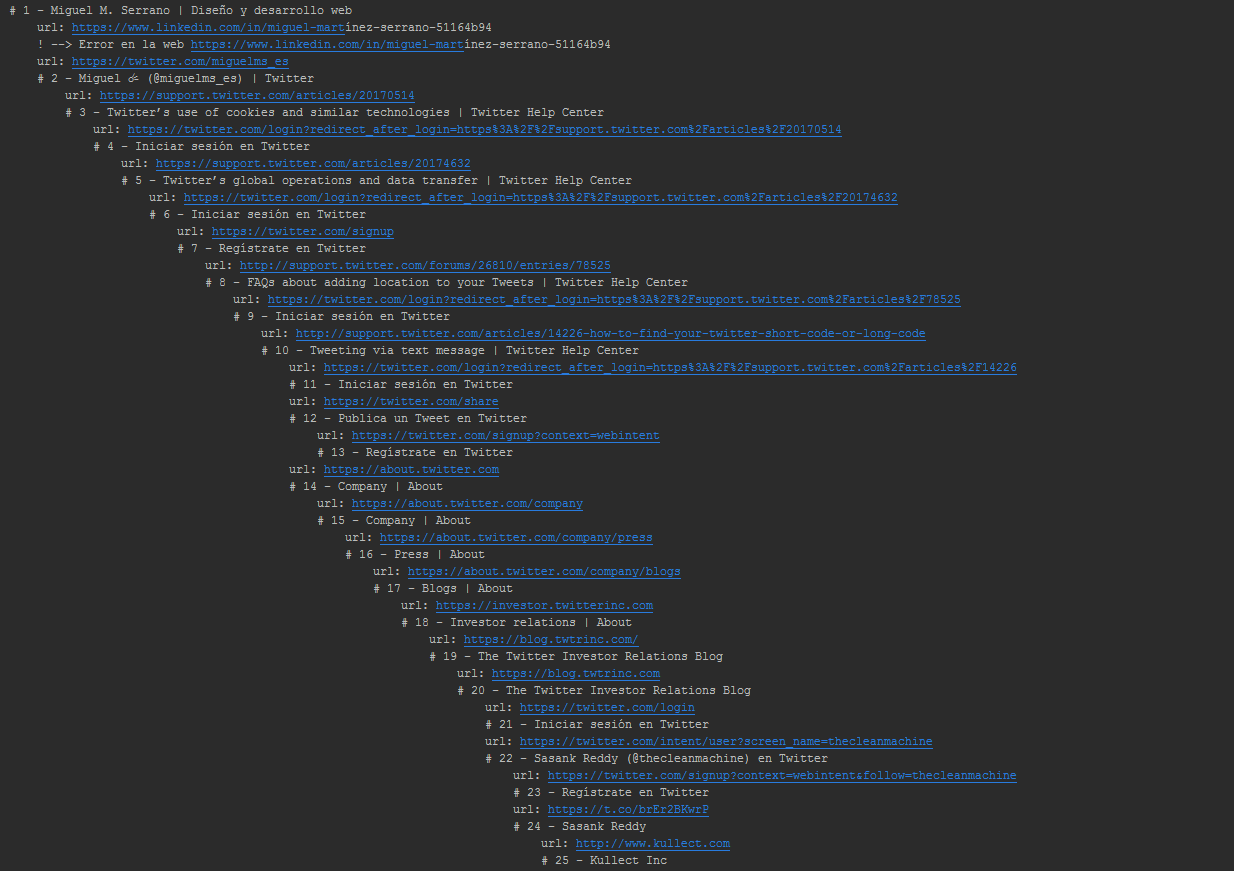 # 1 - Miguel M. Serrano | Diseño y desarrollo web
url: https://www.linkedin.com/in/miguel-martínez-serrano-51164b94
! --> Error en la web https://www.linkedin.com/in/miguel-martínez-serrano-51164b94
url: https://twitter.com/miguelms_es
# 2 - Miguel (@miguelms_es) | Twitter
url: https://support.twitter.com/articles/20170514
# 3 - Twitter’s use of cookies and similar technologies | Twitter Help Center
url: https://twitter.com/login?redirect_after_login=https%3A%2F%2Fsupport.twitter.com%2Farticles%2F20170514
# 4 - Iniciar sesión en Twitter
url: https://support.twitter.com/articles/20174632
# 5 - Twitter’s global operations and data transfer | Twitter Help Center
url: https://twitter.com/login?redirect_after_login=https%3A%2F%2Fsupport.twitter.com%2Farticles%2F20174632
# 6 - Iniciar sesión en Twitter
url: https://twitter.com/signup
# 7 - Regístrate en Twitter
url: http://support.twitter.com/forums/26810/entries/78525
# 8 - FAQs about adding location to your Tweets | Twitter Help Center
url: https://twitter.com/login?redirect_after_login=https%3A%2F%2Fsupport.twitter.com%2Farticles%2F78525
# 9 - Iniciar sesión en Twitter
url: http://support.twitter.com/articles/14226-how-to-find-your-twitter-short-code-or-long-code
# 10 - Tweeting via text message | Twitter Help Center
url: https://twitter.com/login?redirect_after_login=https%3A%2F%2Fsupport.twitter.com%2Farticles%2F14226
# 11 - Iniciar sesión en Twitter
url: https://twitter.com/share
# 12 - Publica un Tweet en Twitter
url: https://twitter.com/signup?context=webintent
# 13 - Regístrate en Twitter
url: https://about.twitter.com
# 14 - Company | About
url: https://about.twitter.com/company
# 15 - Company | About
url: https://about.twitter.com/company/press
# 16 - Press | About
url: https://about.twitter.com/company/blogs
# 17 - Blogs | About
url: https://investor.twitterinc.com
# 18 - Investor relations | About
url: https://blog.twtrinc.com/
# 19 - The Twitter Investor Relations Blog
url: https://blog.twtrinc.com
# 20 - The Twitter Investor Relations Blog
url: https://twitter.com/login
# 21 - Iniciar sesión en Twitter
url: https://twitter.com/intent/user?screen_name=thecleanmachine
# 22 - Sasank Reddy (@thecleanmachine) en Twitter
url: https://twitter.com/signup?context=webintent&follow=thecleanmachine
# 23 - Regístrate en Twitter
url: https://t.co/brEr2BKwrP
# 24 - Sasank Reddy
url: http://www.kullect.com
# 25 - Kullect Inc